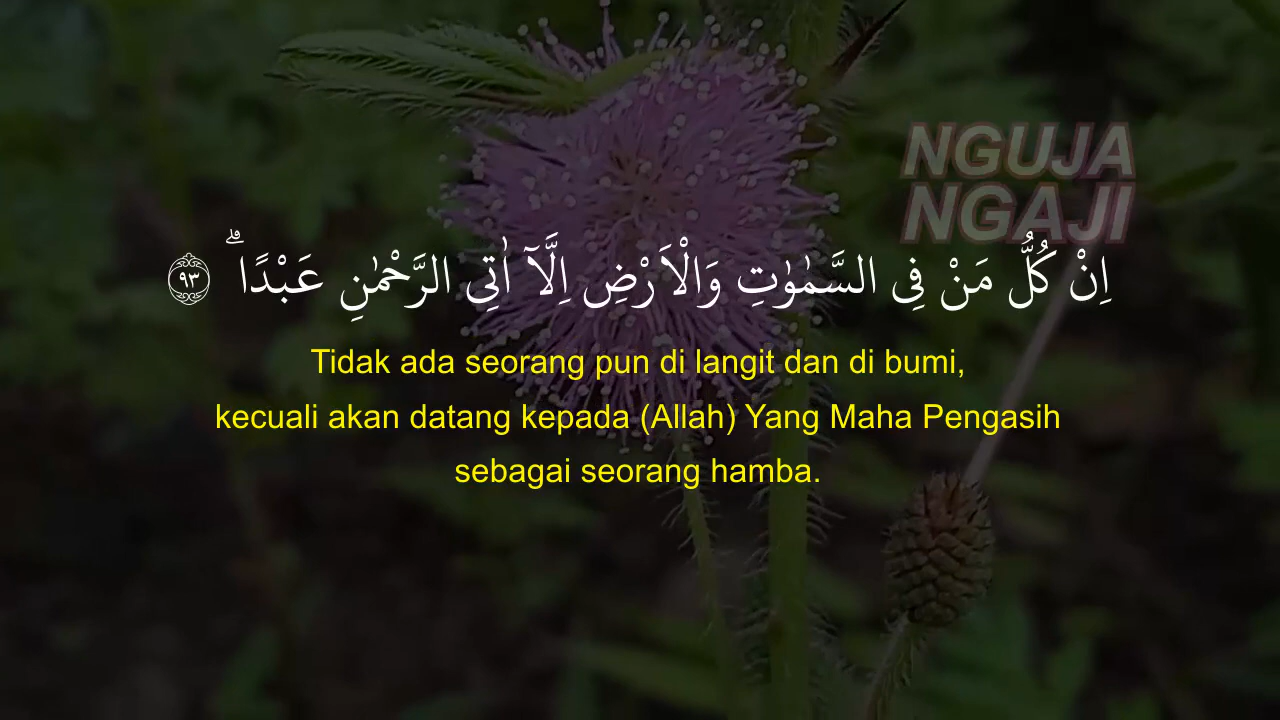 NGUJA
NGAJI
اِنْ كُلُّ مَنْ فِى السَّمٰوٰتِ وَالْاَرْضِ اِلَّآ اٰتِى الرَّحْمٰنِ عَبْدًاۗ ۝٩٣
Tidak ada seorang pun di langit dan di bumi,
kecuali akan datang kepada (Allah) Yang Maha Pengasih
sebagai seorang hamba.